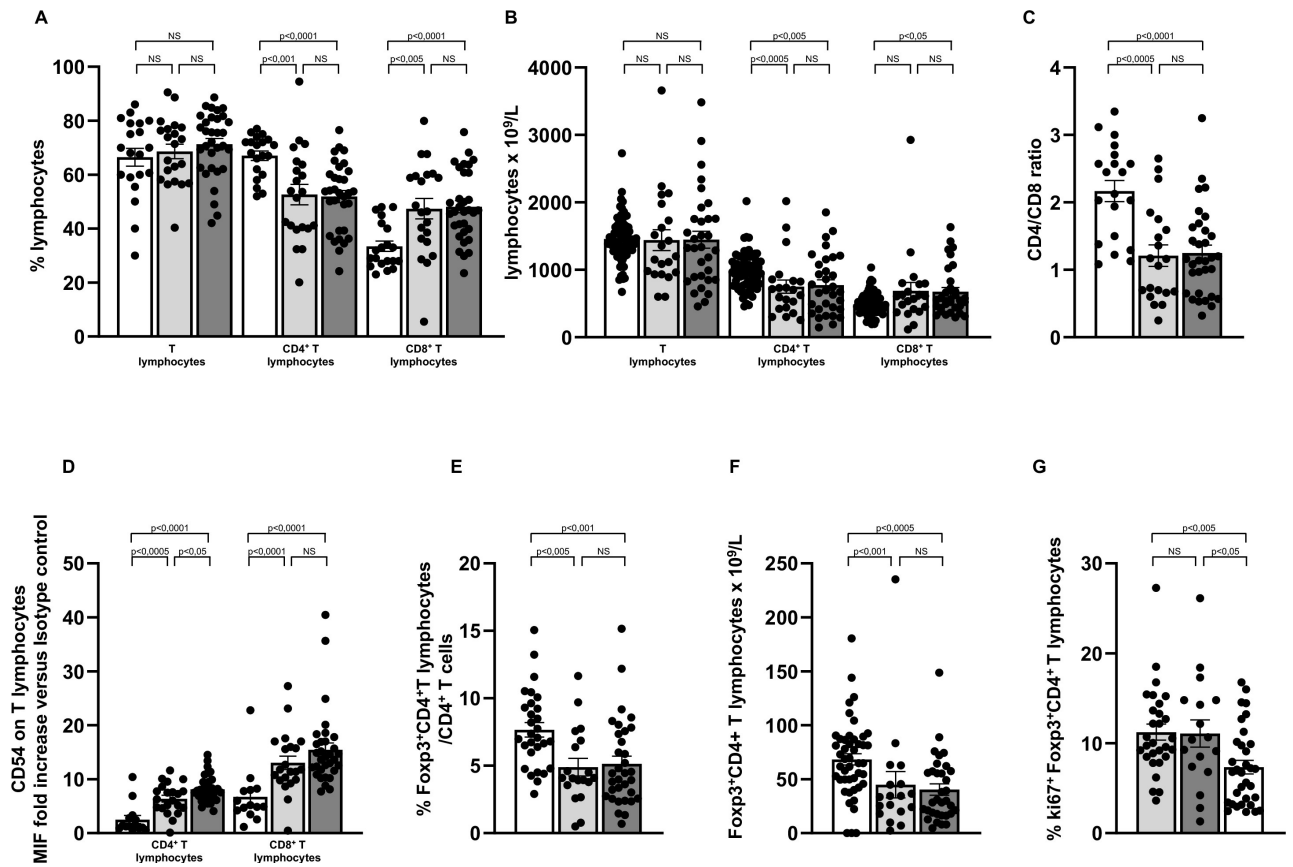 A
B
C
NS
p<0,0001
p<0,0001
NS
NS
p<0,001
NS
p<0,005
NS
% lymphocytes
100
80
60
40
20
0
T
lymphocytes
CD4⁺ T
lymphocytes
CD8⁺ T
lymphocytes
NS
p<0,005
p<0,05
NS
NS
p<0,0005
NS
NS
NS
lymphocytes x 10⁹/L
4000
3000
2000
1000
0
T
lymphocytes
CD4⁺ T
lymphocytes
CD8⁺ T
lymphocytes
p<0,0001
p<0,0005
NS
CD4/CD8 ratio
4
3
2
1
0
D
E
F
G
p<0,0001
p<0,0001
p<0,0005
p<0,05
p<0,0001
NS
CD54 on T lymphocytes
MIF fold increase versus Isotype control
50
40
30
20
10
0
CD4⁺ T
lymphocytes
CD8⁺ T
lymphocytes
p<0,001
p<0,005
NS
% Foxp3⁺CD4⁺T lymphocytes
/CD4⁺ T cells
20
15
10
5
0
p<0,0005
p<0,001
NS
Foxp3⁺CD4+ T lymphocytes x 10⁹/L
250
200
150
100
50
0
p<0,005
NS
p<0,05
% ki67⁺ Foxp3⁺CD4⁺T lymphocytes
30
20
10
0